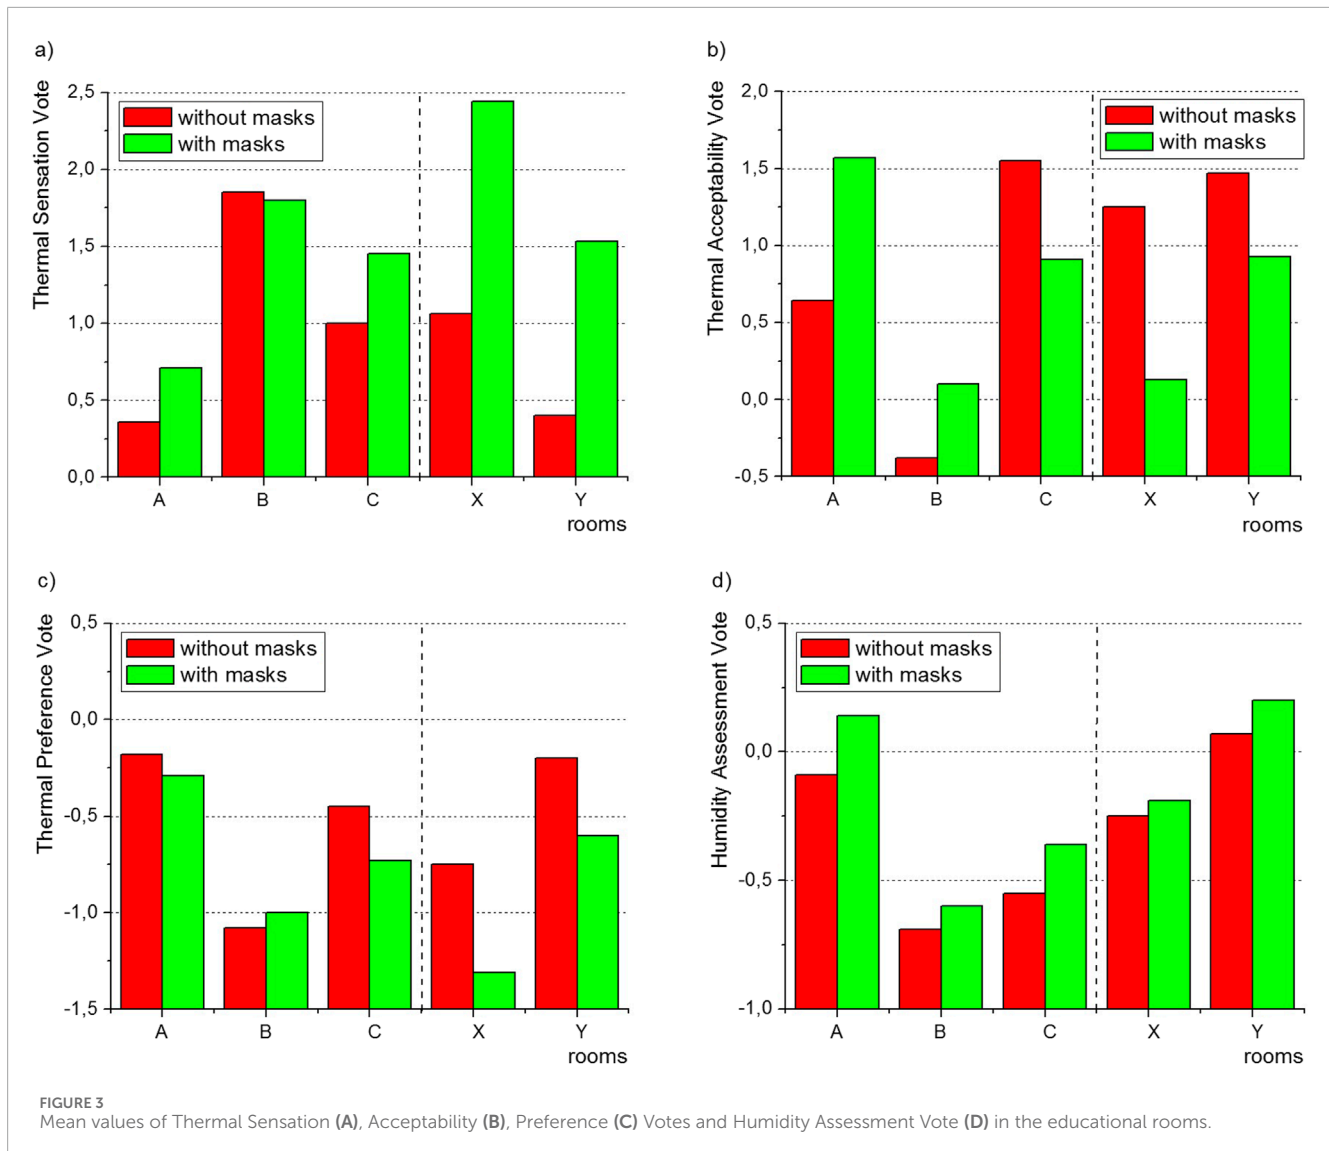 a)
Thermal Sensation Vote
2,5
2,0
1,5
1,0
0,5
0,0
without masks
with masks
A B C X Y
rooms
b)
Thermal Acceptability Vote
2,0
1,5
1,0
0,5
0,0
-0,5
without masks
with masks
A B C X Y
rooms
c)
Thermal Preference Vote
0,5
0,0
-0,5
-1,0
-1,5
without masks
with masks
A B C X Y
rooms
d)
Humidity Assessment Vote
0,5
0,0
-0,5
-1,0
without masks
with masks
A B C X Y
rooms
FIGURE 3
Mean values of Thermal Sensation (A), Acceptability (B), Preference (C) Votes and Humidity Assessment Vote (D) in the educational rooms.